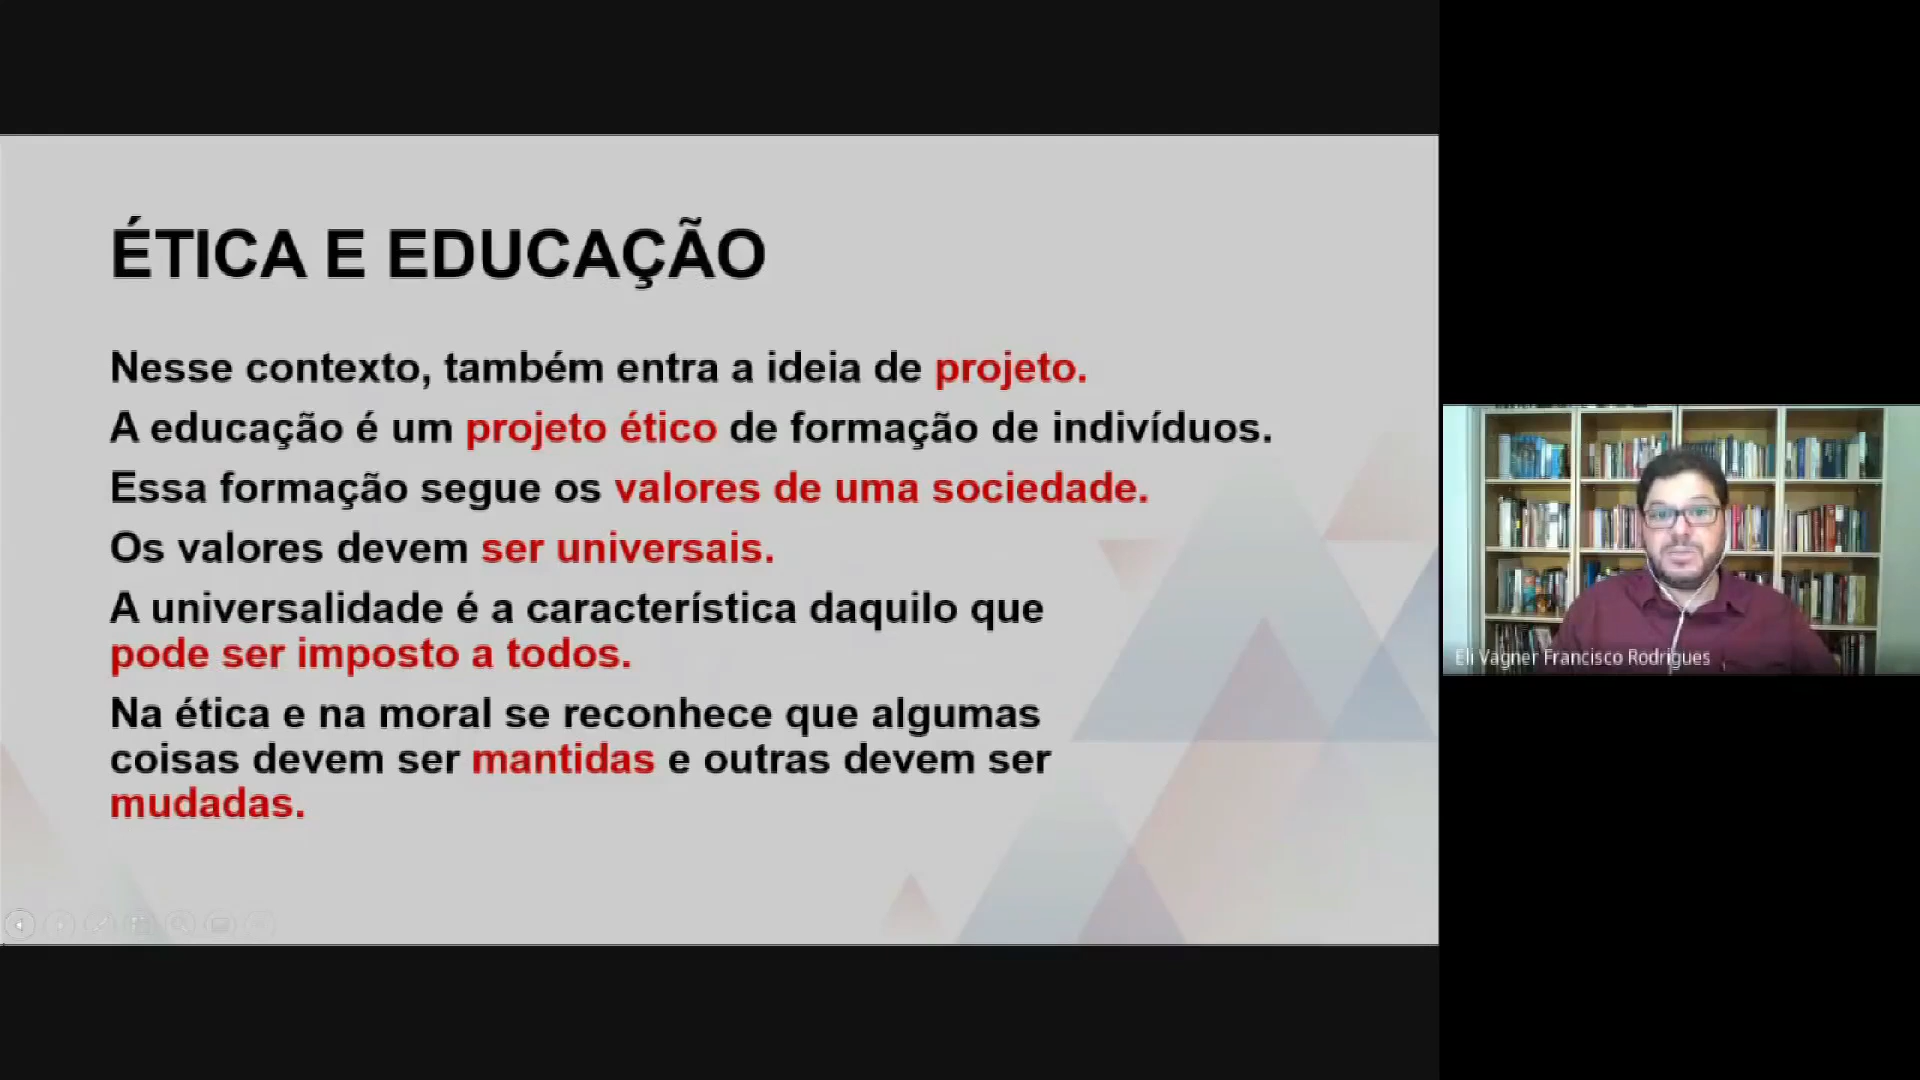 ÉTICA E EDUCAÇÃO
Nesse contexto, também entra a ideia de projeto.
A educação é um projeto ético de formação de indivíduos.
Essa formação segue os valores de uma sociedade.
Os valores devem ser universais.
A universalidade é a característica daquilo que
pode ser imposto a todos.
Na ética e na moral se reconhece que algumas
coisas devem ser mantidas e outras devem ser
mudadas.
Eli Vagner Francisco Rodrigues